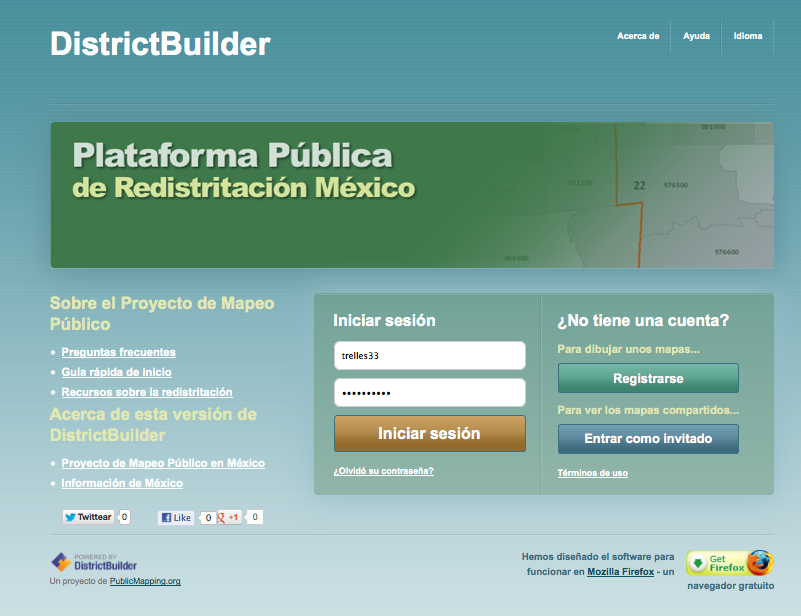 DistrictBuilder
Acerca de
Ayuda
Idioma
Plataforma Pública
de Redistritación México
001900
971600
22
976500
976600
Sobre el Proyecto de Mapeo
Público
Preguntas frecuentes
Guía rápida de inicio
Recursos sobre la redistritación
Acerca de esta versión de
DistrictBuilder
Proyecto de Mapeo Público en México
Información de México
Twittear 0
Like 0
+1 0
Iniciar sesión
trelles33
••••••••••
Iniciar sesión
¿Olvidó su contraseña?
¿No tiene una cuenta?
Para dibujar unos mapas...
Registrarse
Para ver los mapas compartidos...
Entrar como invitado
Términos de uso
POWERED BY
DistrictBuilder
Un proyecto de PublicMapping.org
Hemos diseñado el software para
funcionar en Mozilla Firefox - un
navegador gratuito
Get
Firefox